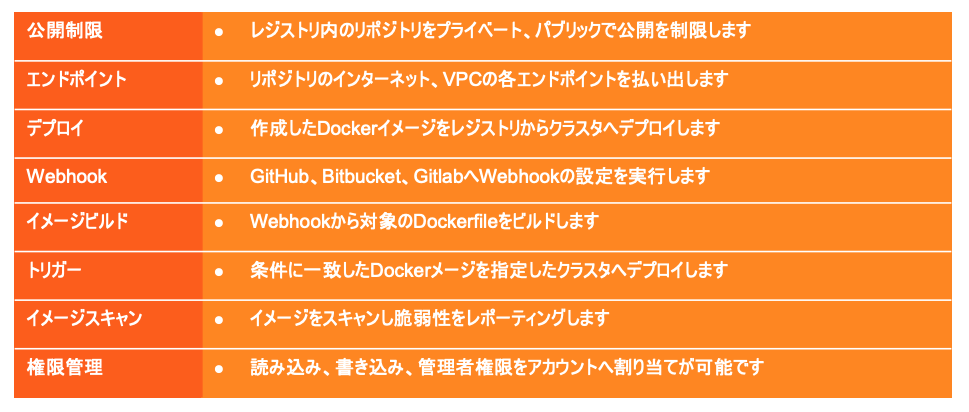 公開制限 ● レジストリ内のリポジトリをプライベート、パブリックで公開を制限します
エンドポイント ● リポジトリのインターネット、VPCの各エンドポイントを払い出します
デプロイ ● 作成したDockerイメージをレジストリからクラスタへデプロイします
Webhook ● GitHub、Bitbucket、GitlabへWebhookの設定を実行します
イメージビルド ● Webhookから対象のDockerfileをビルドします
トリガー ● 条件に一致したDockerメージを指定したクラスタへデプロイします
イメージスキャン ● イメージをスキャンし脆弱性をレポーティングします
権限管理 ● 読み込み、書き込み、管理者権限をアカウントへ割り当てが可能です